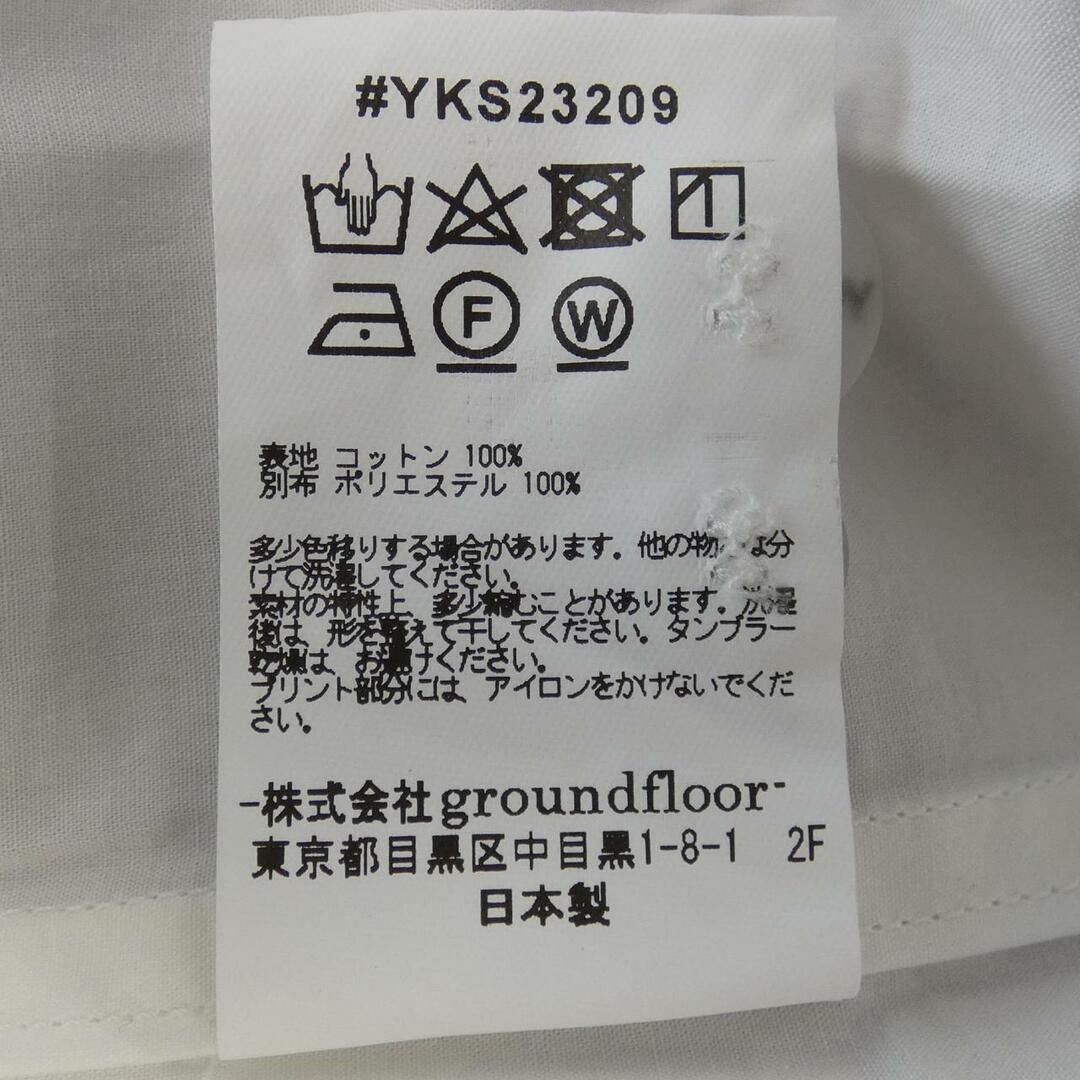 #YKS23209
F W
表地 コットン 100%
別布 ポリエステル 100%
多少色移りする場合があります。他の物 な分
けて洗濯してください。
素材の特性上、多少縮むことがあります。洗濯
後は、形を整えて干してください。タンブラー
乾燥は、お避けください。
プリント部分には、アイロンをかけないでくだ
さい。
-株式会社groundfloor-
東京都目黒区中目黒1-8-1 2F
日本製